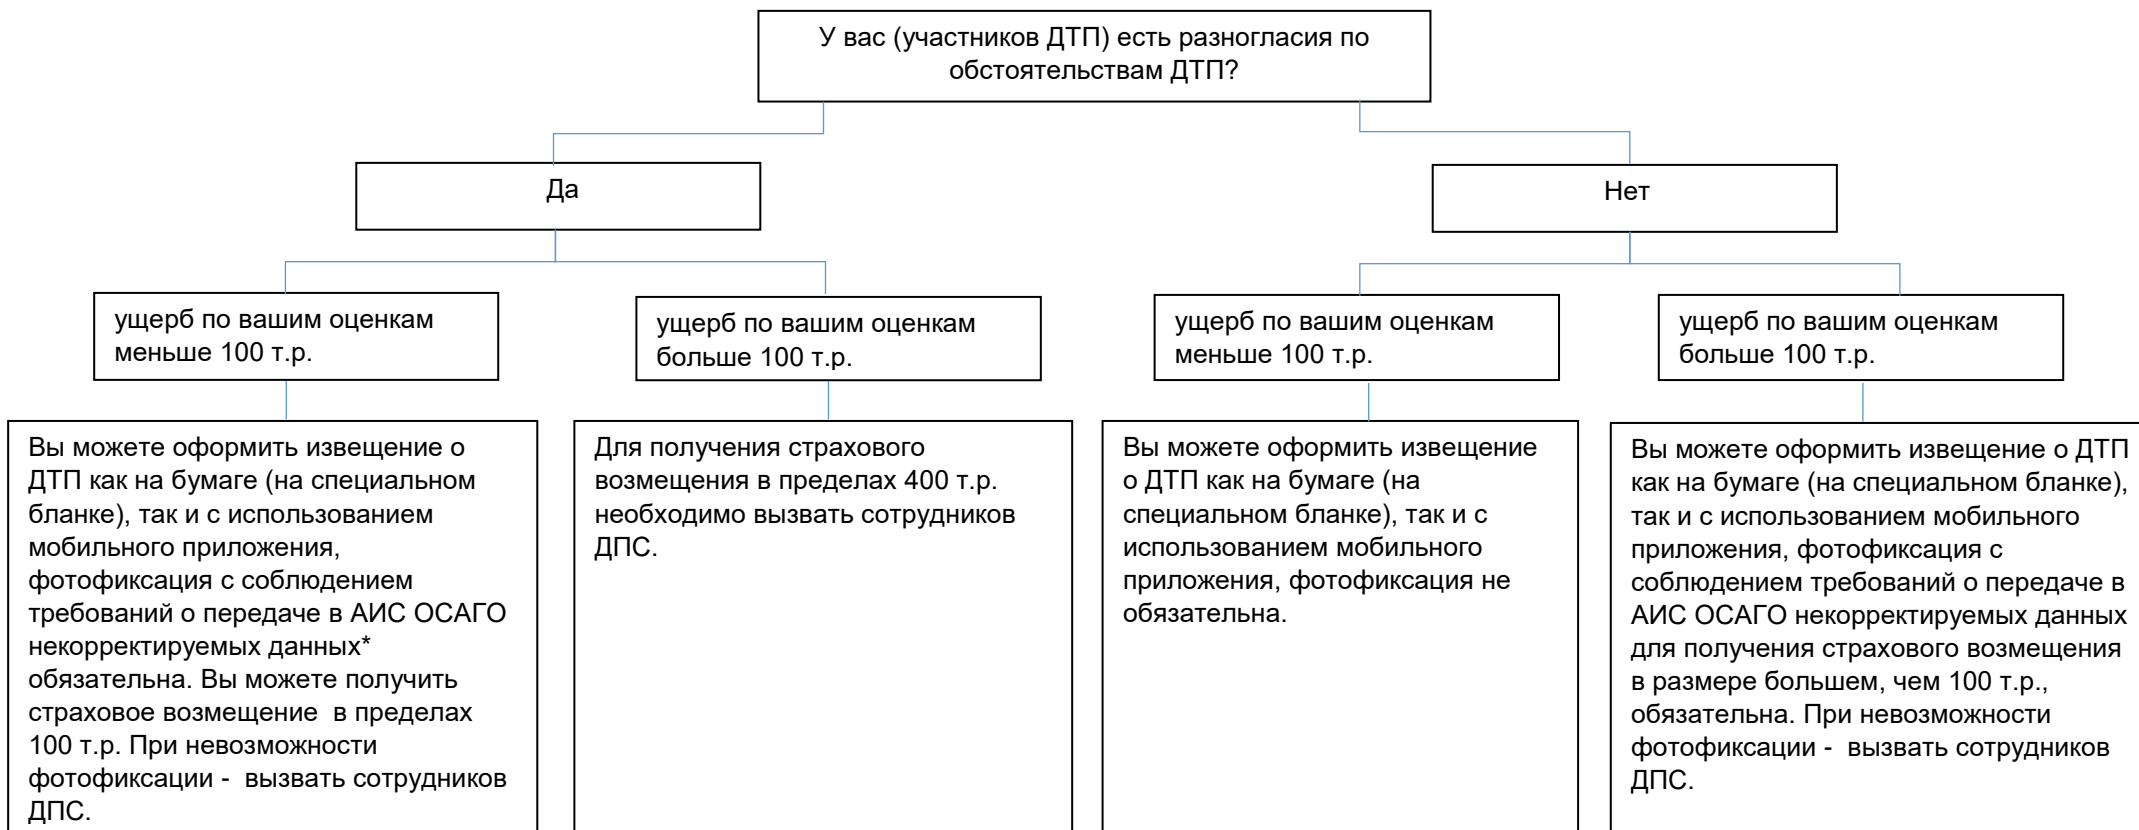 У вас (участников ДТП) есть разногласия по
обстоятельствам ДТП?
Да
Нет
ущерб по вашим оценкам
меньше 100 т.р.
ущерб по вашим оценкам
больше 100 т.р.
ущерб по вашим оценкам
меньше 100 т.р.
ущерб по вашим оценкам
больше 100 т.р.
Вы можете оформить извещение о
ДТП как на бумаге (на специальном
бланке), так и с использованием
мобильного приложения,
фотофиксация с соблюдением
требований о передаче в АИС ОСАГО
некорректируемых данных*
обязательна. Вы можете получить
страховое возмещение  в пределах
100 т.р. При невозможности
фотофиксации -  вызвать сотрудников
ДПС.
Для получения страхового
возмещения в пределах 400 т.р.
необходимо вызвать сотрудников
ДПС.
Вы можете оформить извещение
о ДТП как на бумаге (на
специальном бланке), так и с
использованием мобильного
приложения, фотофиксация не
обязательна.
Вы можете оформить извещение о ДТП
как на бумаге (на специальном бланке),
так и с использованием мобильного
приложения, фотофиксация с
соблюдением требований о передаче в
АИС ОСАГО некорректируемых данных
для получения страхового возмещения
в размере большем, чем 100 т.р.,
обязательна. При невозможности
фотофиксации -  вызвать сотрудников
ДПС.